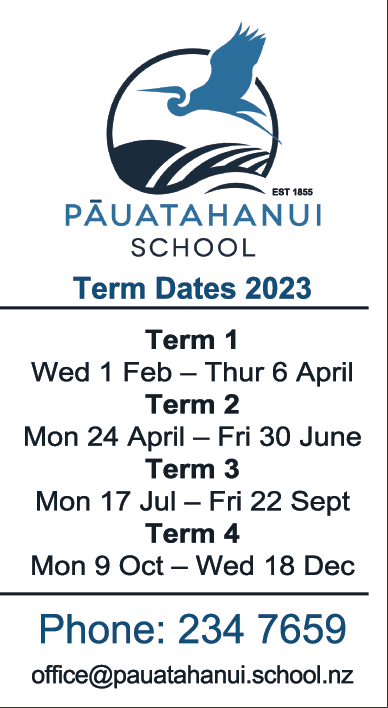 EST 1855
PĀUATAHANUI
SCHOOL
Term Dates 2023
Term 1
Wed 1 Feb – Thur 6 April
Term 2
Mon 24 April – Fri 30 June
Term 3
Mon 17 Jul – Fri 22 Sept
Term 4
Mon 9 Oct – Wed 18 Dec
Phone: 234 7659
office@pauatahanui.school.nz